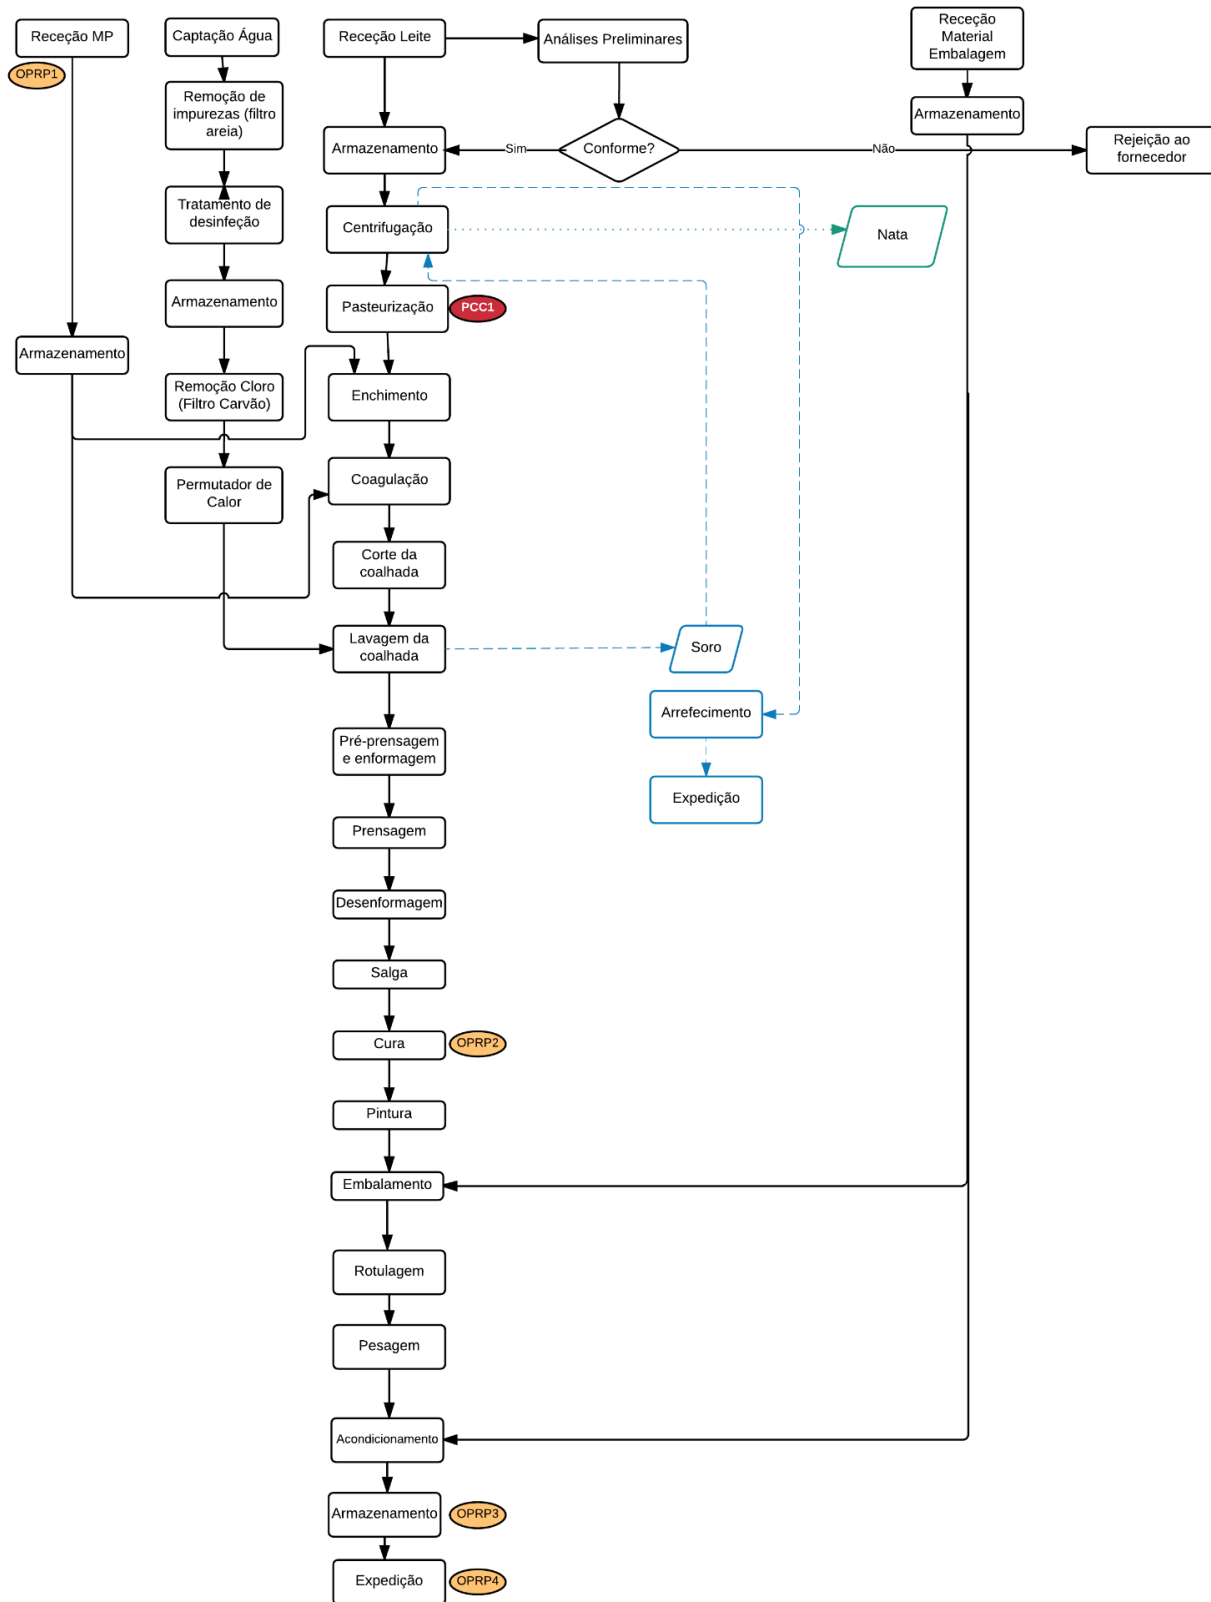 Receção MP
OPRP1
Captação Água
Remoção de
impurezas (filtro
areia)
Tratamento de
desinfeção
Armazenamento
Remoção Cloro
(Filtro Carvão)
Permutador de
Calor
Armazenamento
Receção Leite
Análises Preliminares
Conforme?
Sim
Não
Armazenamento
Rejeição ao
fornecedor
Receção
Material
Embalagem
Armazenamento
Centrifugação
Nata
Pasteurização
PCC1
Enchimento
Coagulação
Corte da
coalhada
Lavagem da
coalhada
Soro
Arrefecimento
Expedição
Pré-prensagem
e enformagem
Prensagem
Desenformagem
Salga
Cura
OPRP2
Pintura
Embalamento
Rotulagem
Pesagem
Acondicionamento
Armazenamento
OPRP3
Expedição
OPRP4